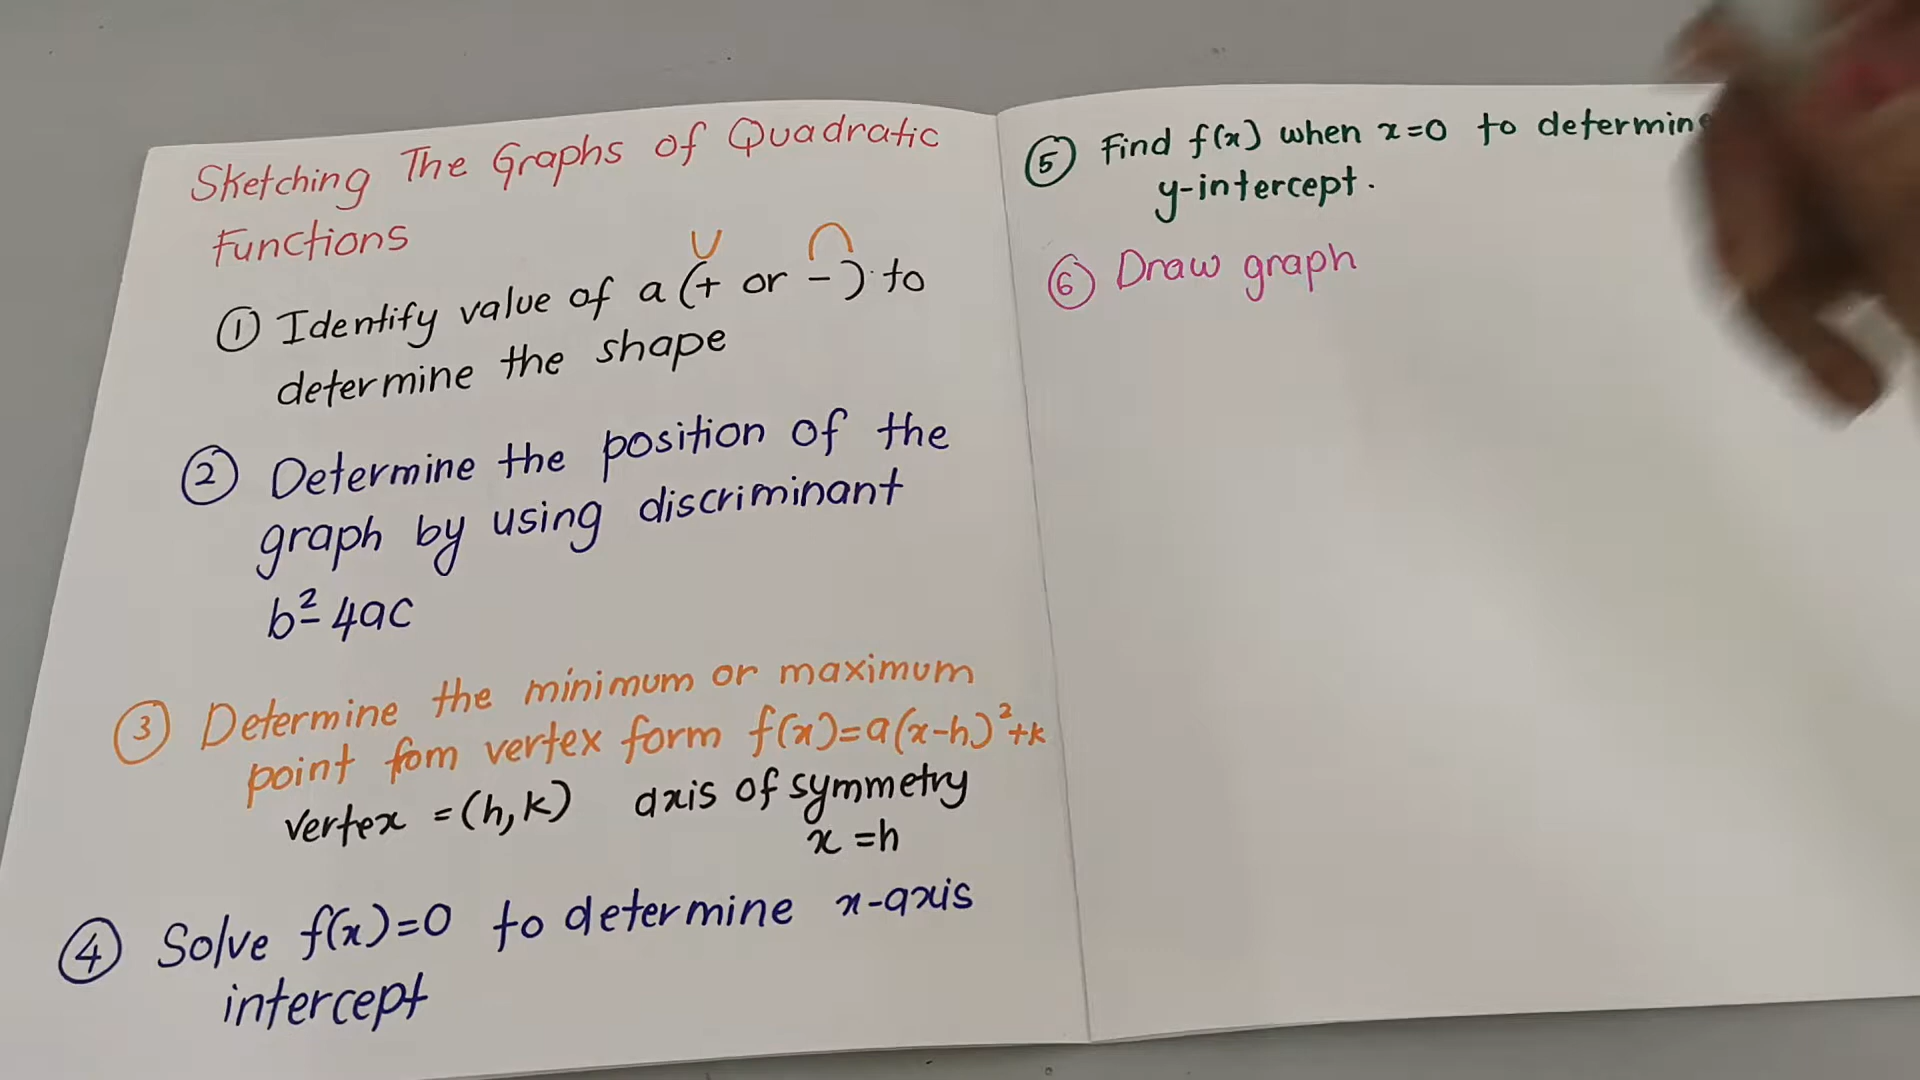 Sketching The Graphs of Quadratic
Functions
① Identify value of a (+ or -) to
determine the shape
② Determine the position of the
graph by using discriminant
b²-4ac
③ Determine the minimum or maximum
point fom vertex form f(x)=a(x-h)²+k
vertex =(h,k) axis of symmetry
x=h
④ Solve f(x)=0 to determine x-axis
intercept
⑤ Find f(x) when x=0 to determine
y-intercept.
⑥ Draw graph